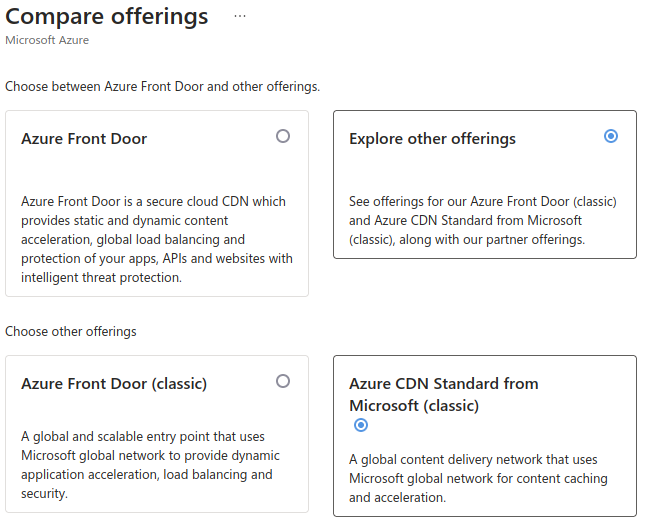 Compare offerings ...
Microsoft Azure
Choose between Azure Front Door and other offerings.
Azure Front Door
Azure Front Door is a secure cloud CDN which
provides static and dynamic content
acceleration, global load balancing and
protection of your apps, APIs and websites with
intelligent threat protection.
Explore other offerings
See offerings for our Azure Front Door (classic)
and Azure CDN Standard from Microsoft
(classic), along with our partner offerings.
Choose other offerings
Azure Front Door (classic)
A global and scalable entry point that uses
Microsoft global network to provide dynamic
application acceleration, load balancing and
security.
Azure CDN Standard from
Microsoft (classic)
A global content delivery network that uses
Microsoft global network for content caching
and acceleration.